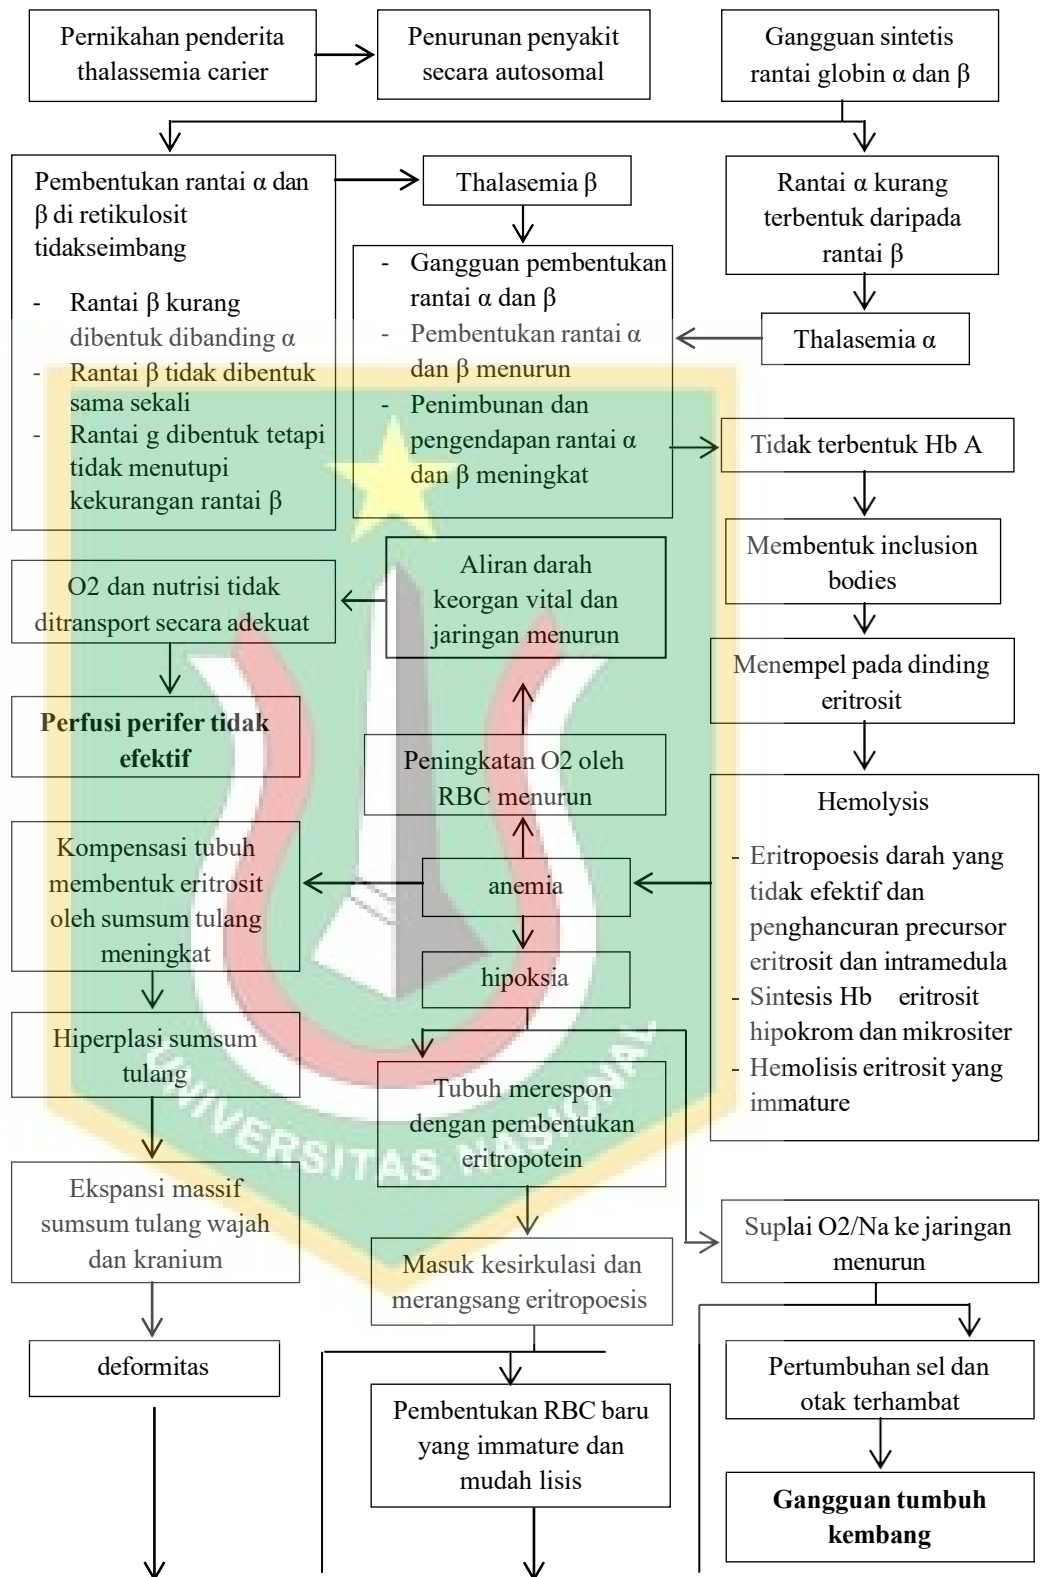 Pernikahan penderita
thalassemia carier
Penurunan penyakit
secara autosomal
Gangguan sintetis
rantai globin α dan β
Pembentukan rantai α dan
β di retikulosit
tidakseimbang
- Rantai β kurang
dibentuk dibanding α
- Rantai β tidak dibentuk
sama sekali
- Rantai g dibentuk tetapi
tidak menutupi
kekurangan rantai β
Thalasemia β
Rantai α kurang
terbentuk daripada
rantai β
- Gangguan pembentukan
rantai α dan β
- Pembentukan rantai α
dan β menurun
- Penimbunan dan
pengendapan rantai α
dan β meningkat
Thalasemia α
Tidak terbentuk Hb A
Membentuk inclusion
bodies
Aliran darah
keorgan vital dan
jaringan menurun
O2 dan nutrisi tidak
ditransport secara adekuat
Menempel pada dinding
eritrosit
Perfusi perifer tidak
efektif
Peningkatan O2 oleh
RBC menurun
Hemolysis
- Eritropoesis darah yang
tidak efektif dan
penghancuran precursor
eritrosit dan intramedula
- Sintesis Hb eritrosit
hipokrom dan mikrositer
- Hemolisis eritrosit yang
immature
Kompensasi tubuh
membentuk eritrosit
oleh sumsum tulang
meningkat
anemia
hipoksia
Hiperplasi sumsum
tulang
Tubuh merespon
dengan pembentukan
eritropotein
UNIVERSITAS NASIONAL
Ekspansi massif
sumsum tulang wajah
dan kranium
Suplai O2/Na ke jaringan
menurun
Masuk kesirkulasi dan
merangsang eritropoesis
deformitas
Pertumbuhan sel dan
otak terhambat
Pembentukan RBC baru
yang immature dan
mudah lisis
Gangguan tumbuh
kembang